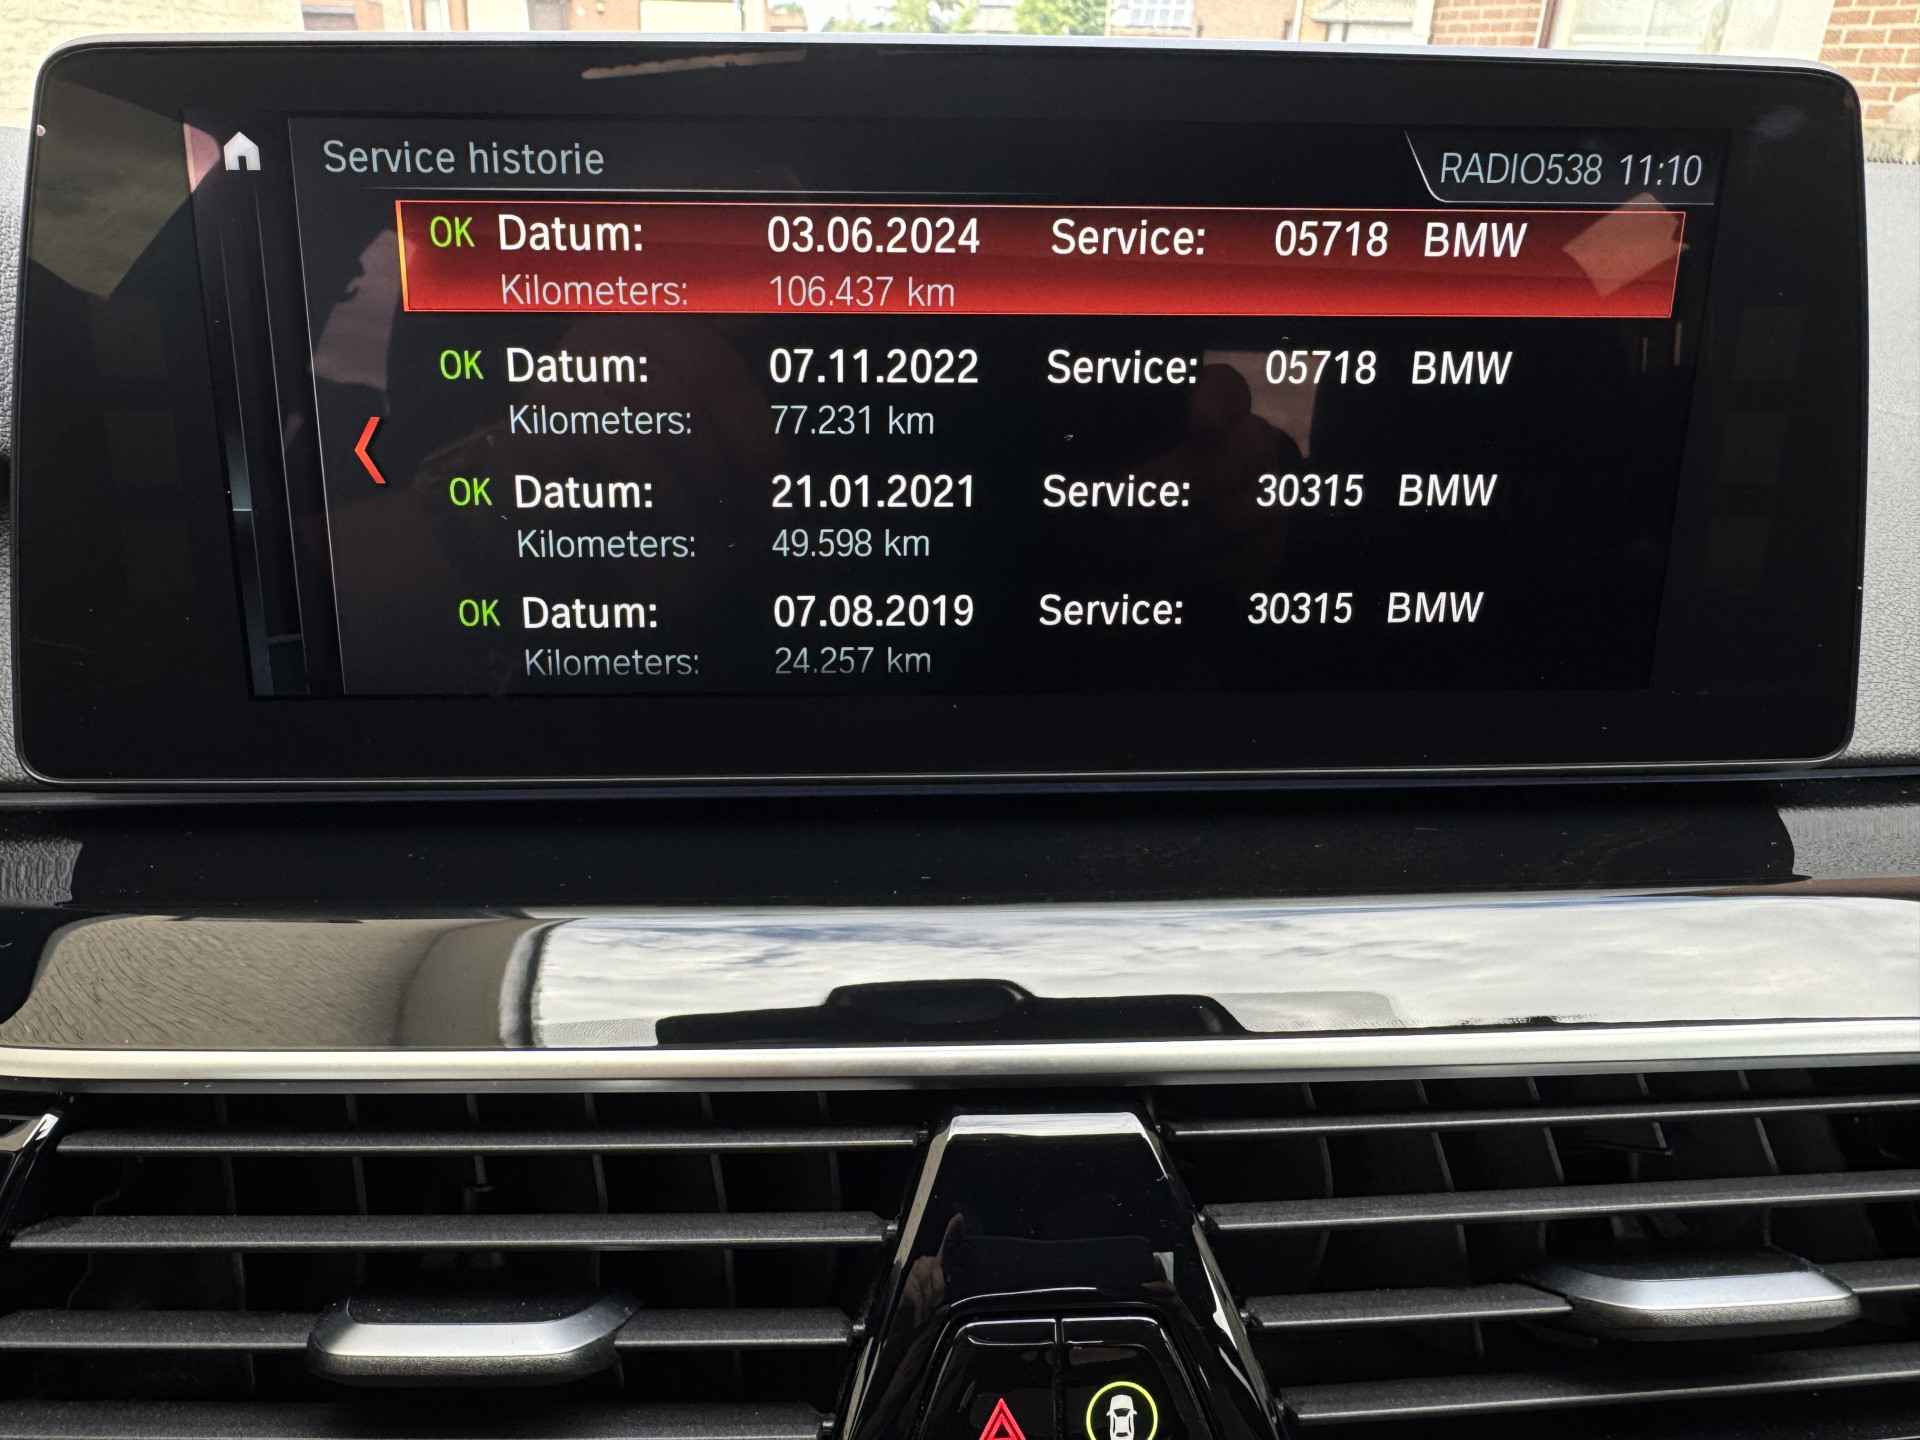 Service historie
RADIO538 11:10
OK Datum: 03.06.2024 Service: 05718 BMW
Kilometers: 106.437 km
OK Datum: 07.11.2022 Service: 05718 BMW
Kilometers: 77.231 km
OK Datum: 21.01.2021 Service: 30315 BMW
Kilometers: 49.598 km
OK Datum: 07.08.2019 Service: 30315 BMW
Kilometers: 24.257 km